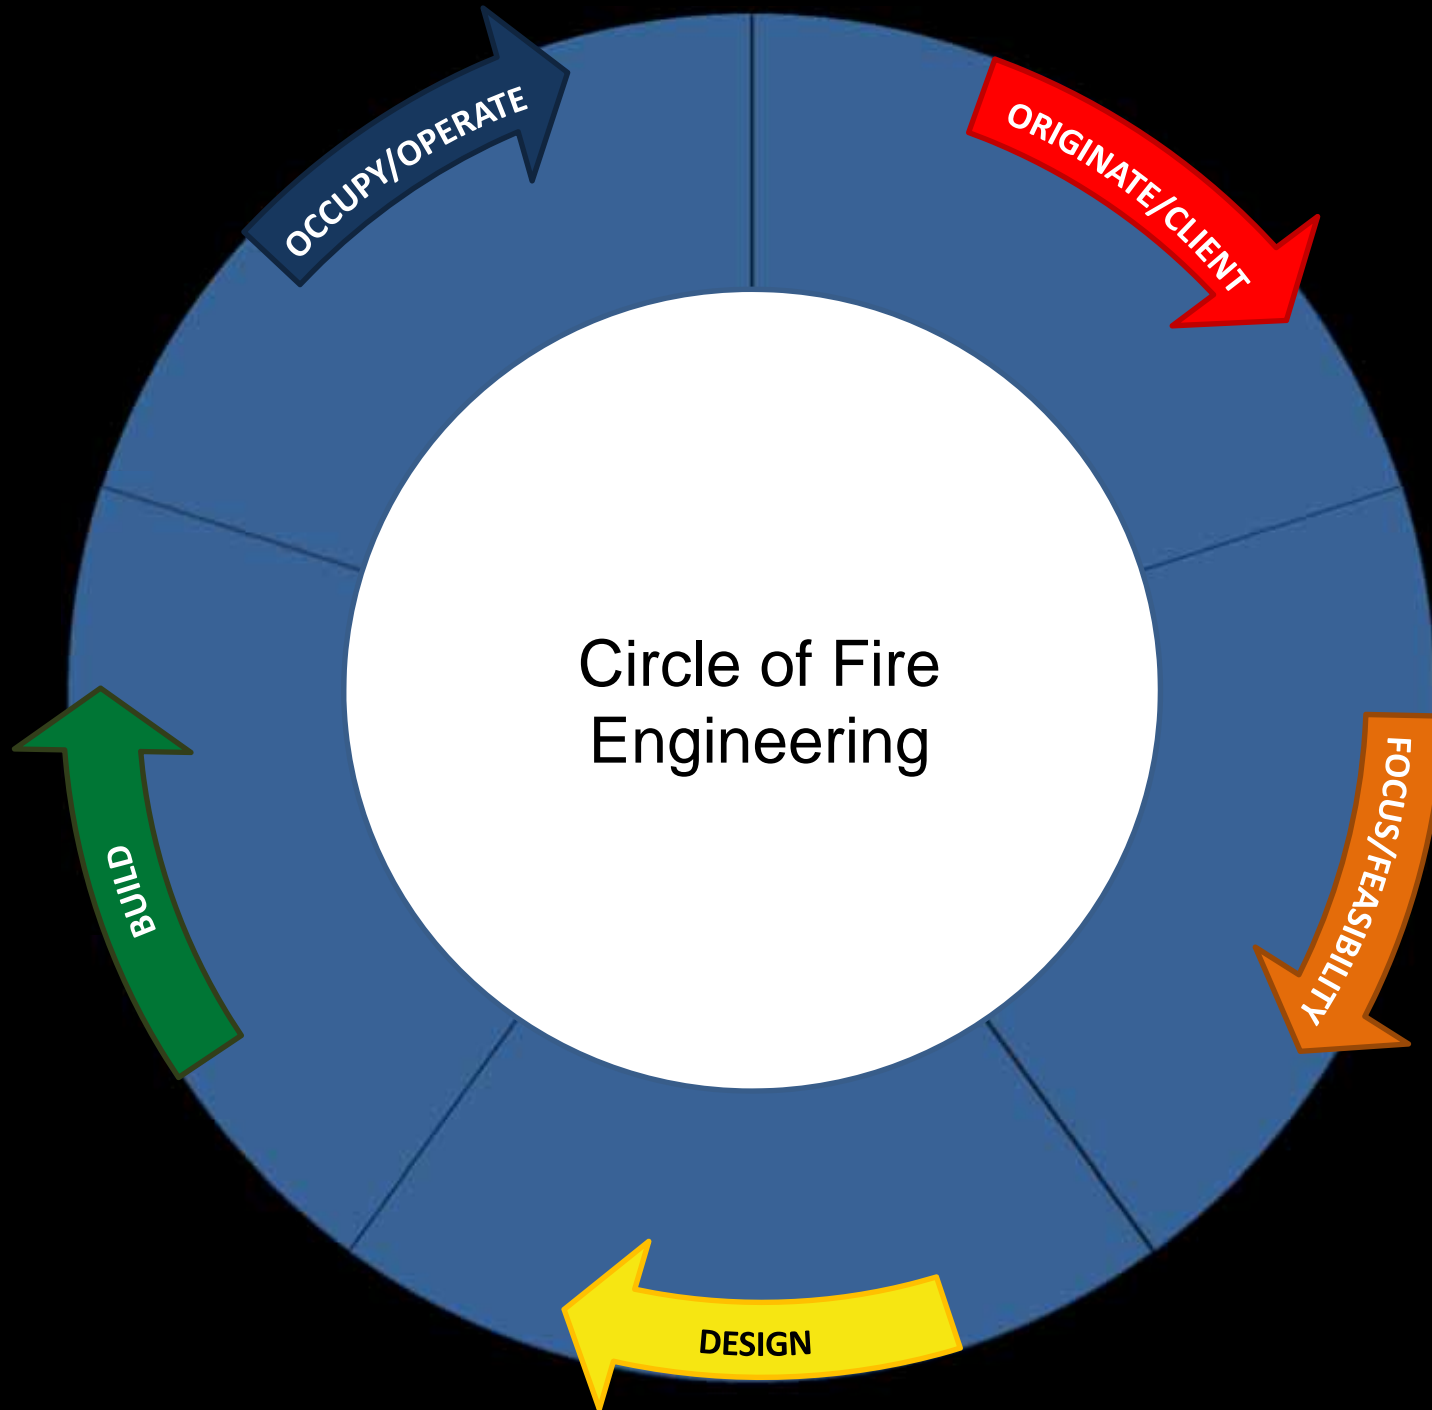 OCCUPY/OPERATE
ORIGINATE/CLIENT
Circle of Fire
Engineering
FOCUS/FEASIBILITY
BUILD
DESIGN